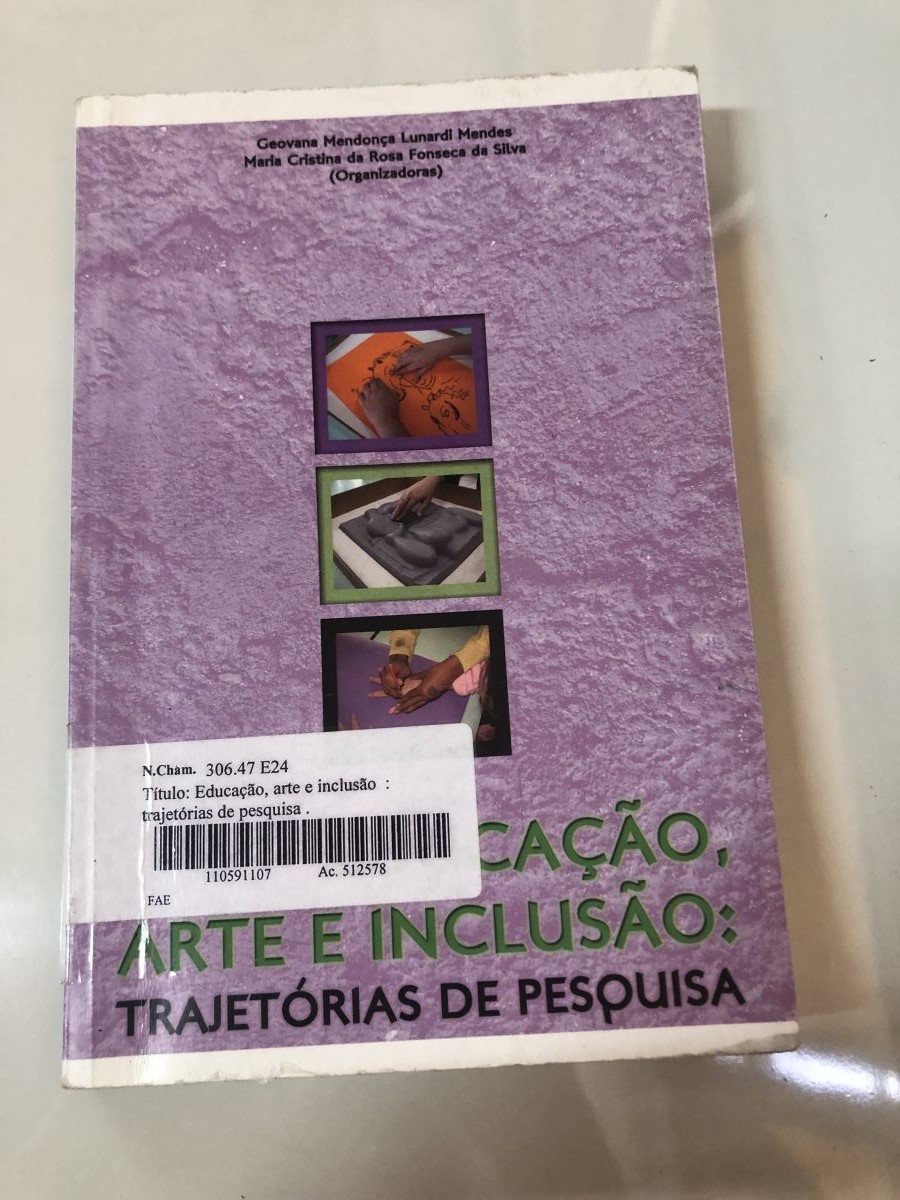 Geovana Mendonça Lunardi Mendes
Maria Cristina da Rosa Fonseca da Silva
(Organizadoras)
N.Cham. 306.47 E24
Título: Educação, arte e inclusão :
trajetórias de pesquisa .
110591107 Ac. 512578
FAE
CAÇÃO,
ARTE E INCLUSÃO:
TRAJETÓRIAS DE PESQUISA